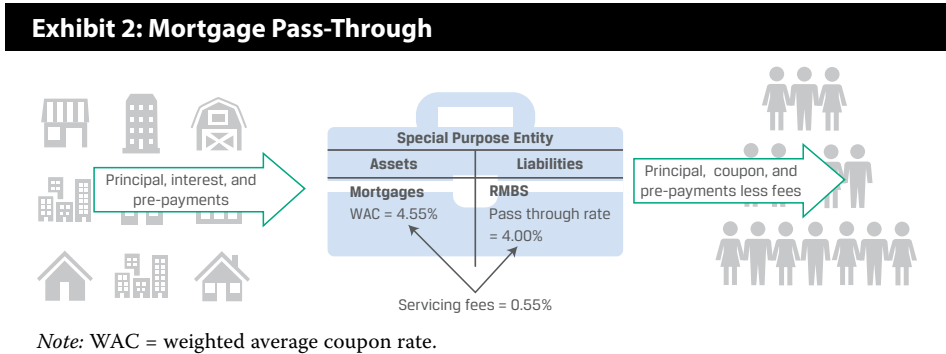 Exhibit 2: Mortgage Pass-Through
Special Purpose Entity
Assets
Liabilities
Principal, interest, and
pre-payments
Mortgages
WAC = 4.55%
RMBS
Pass through rate
= 4.00%
Principal, coupon, and
pre-payments less fees
Servicing fees = 0.55%
Note: WAC = weighted average coupon rate.